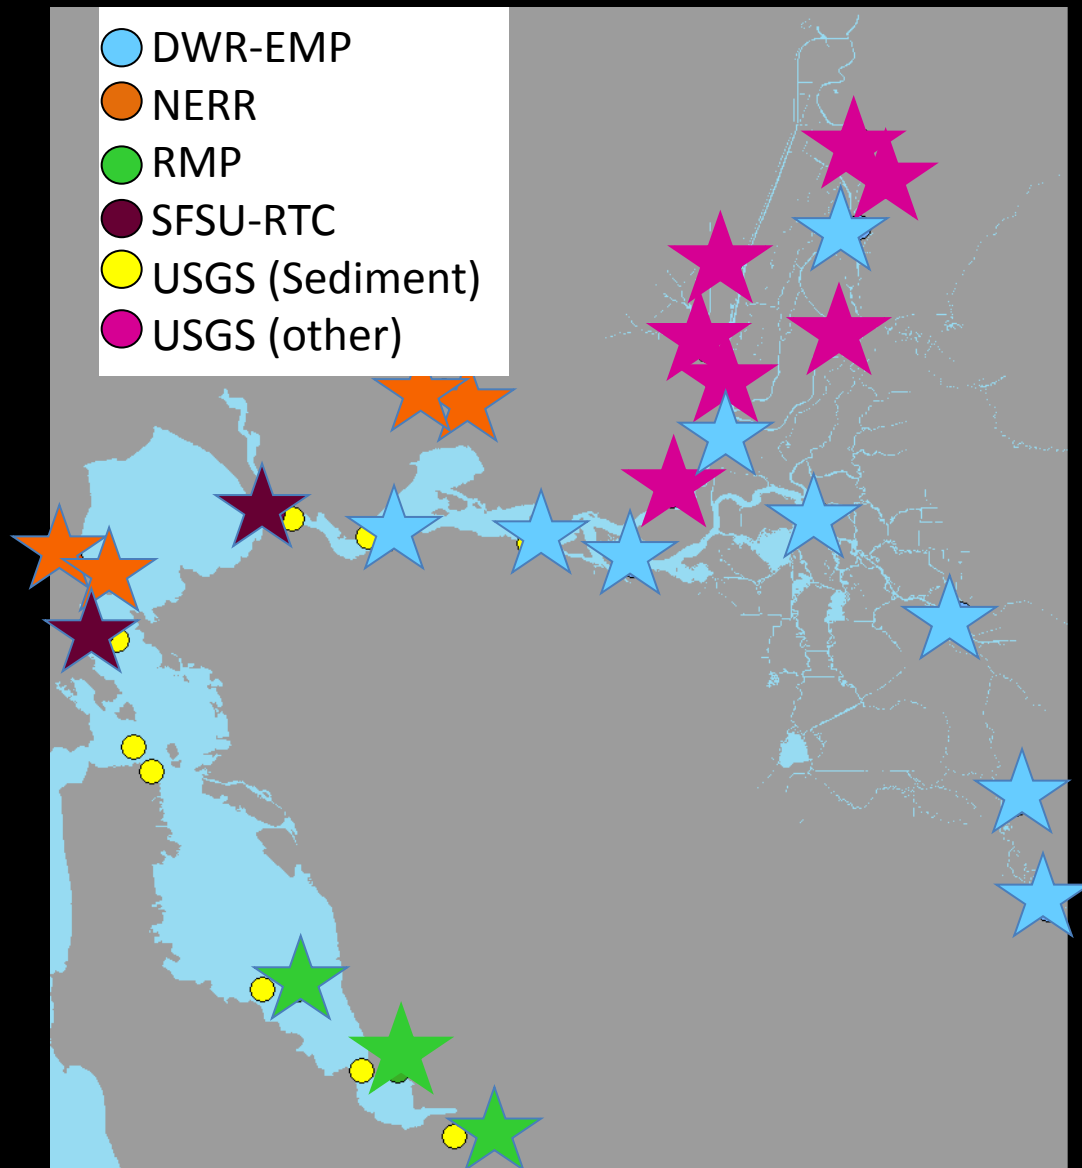 DWR-EMP
NERR
RMP
SFSU-RTC
USGS (Sediment)
USGS (other)